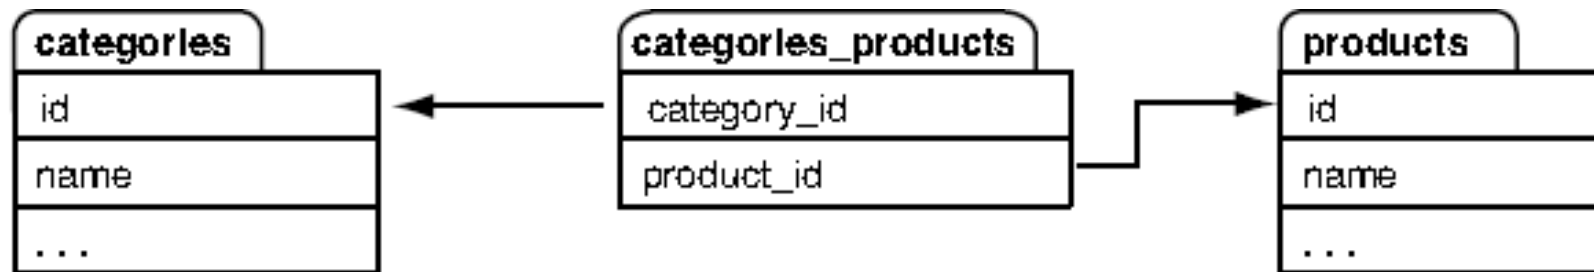 categories
id
name
. . .
categories_products
category_id
product_id
products
id
name
. . .